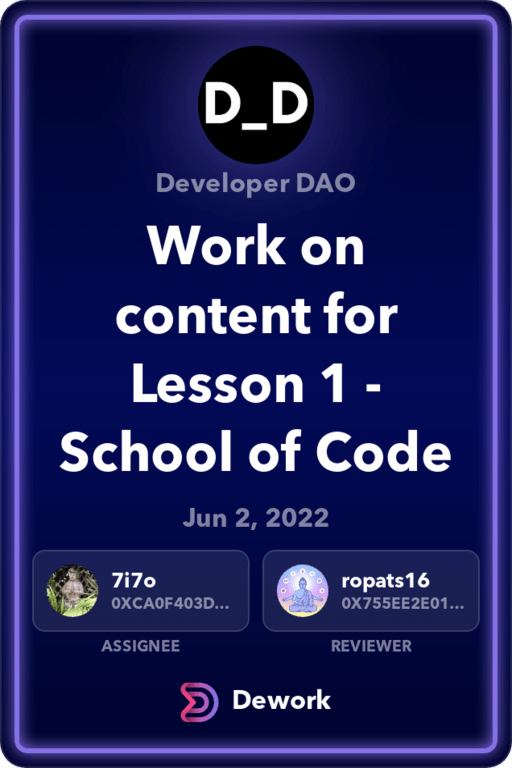 D_D
Developer DAO
Work on
content for
Lesson 1 -
School of Code
Jun 2, 2022
7i7o
0XCA0F403D...
ropats16
0X755EE2E01...
ASSIGNEE
REVIEWER
Dework